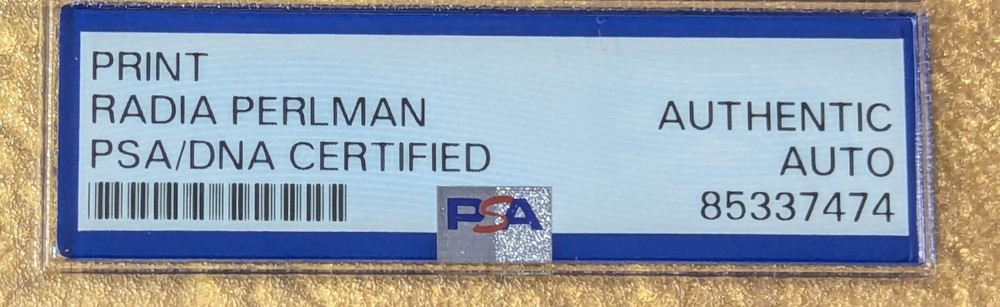 PRINT
RADIA PERLMAN
PSA/DNA CERTIFIED
AUTHENTIC
AUTO
85337474
PSA